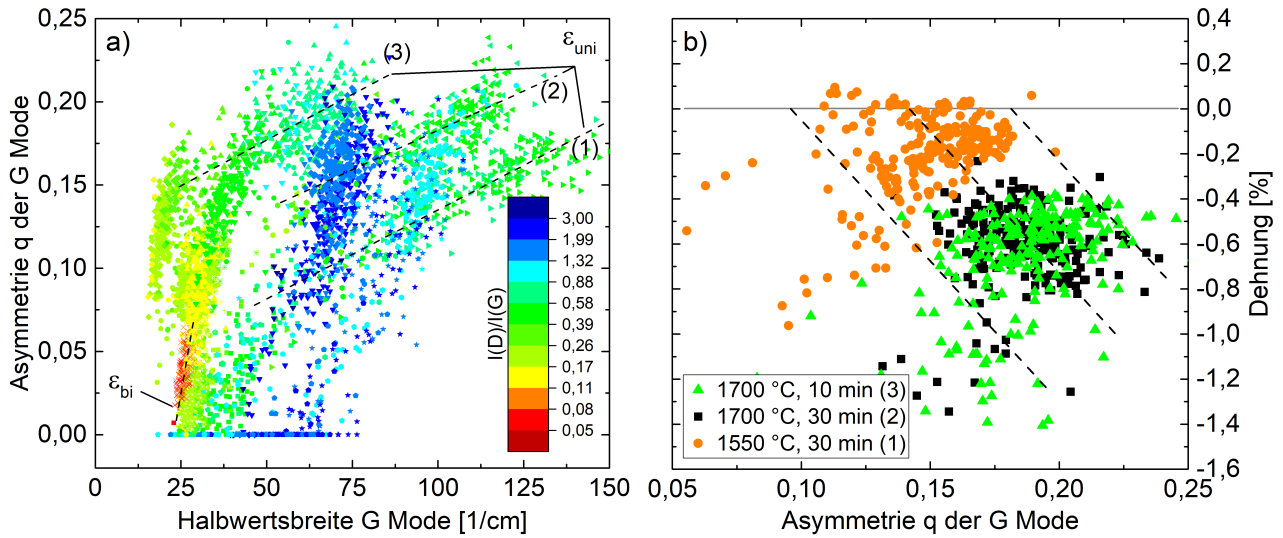 a)
0,25
0,20
0,15
0,10
0,05
0,00
Asymmetrie q der G Mode
0 25 50 75 100 125 150
Halbwertsbreite G Mode [1/cm]
(3)
εuni
(2)
(1)
εbi
I(D)/I(G)
3,00
1,99
1,32
0,88
0,58
0,39
0,26
0,17
0,11
0,08
0,05
b)
0,4
0,2
0,0
-0,2
-0,4
-0,6
-0,8
-1,0
-1,2
-1,4
-1,6
Dehnung [%]
1700 °C, 10 min (3)
1700 °C, 30 min (2)
1550 °C, 30 min (1)
0,05 0,10 0,15 0,20 0,25
Asymmetrie q der G Mode